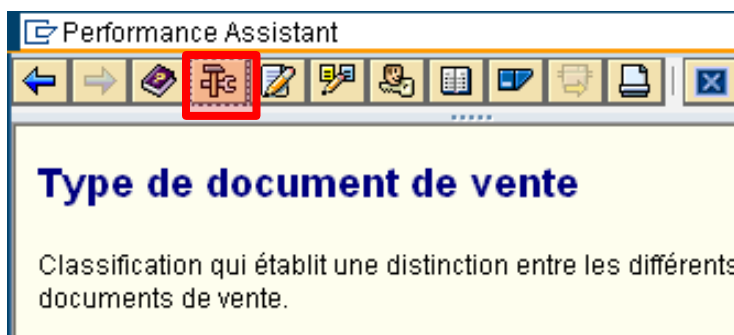 Performance Assistant
Type de document de vente
Classification qui établit une distinction entre les différents
documents de vente.